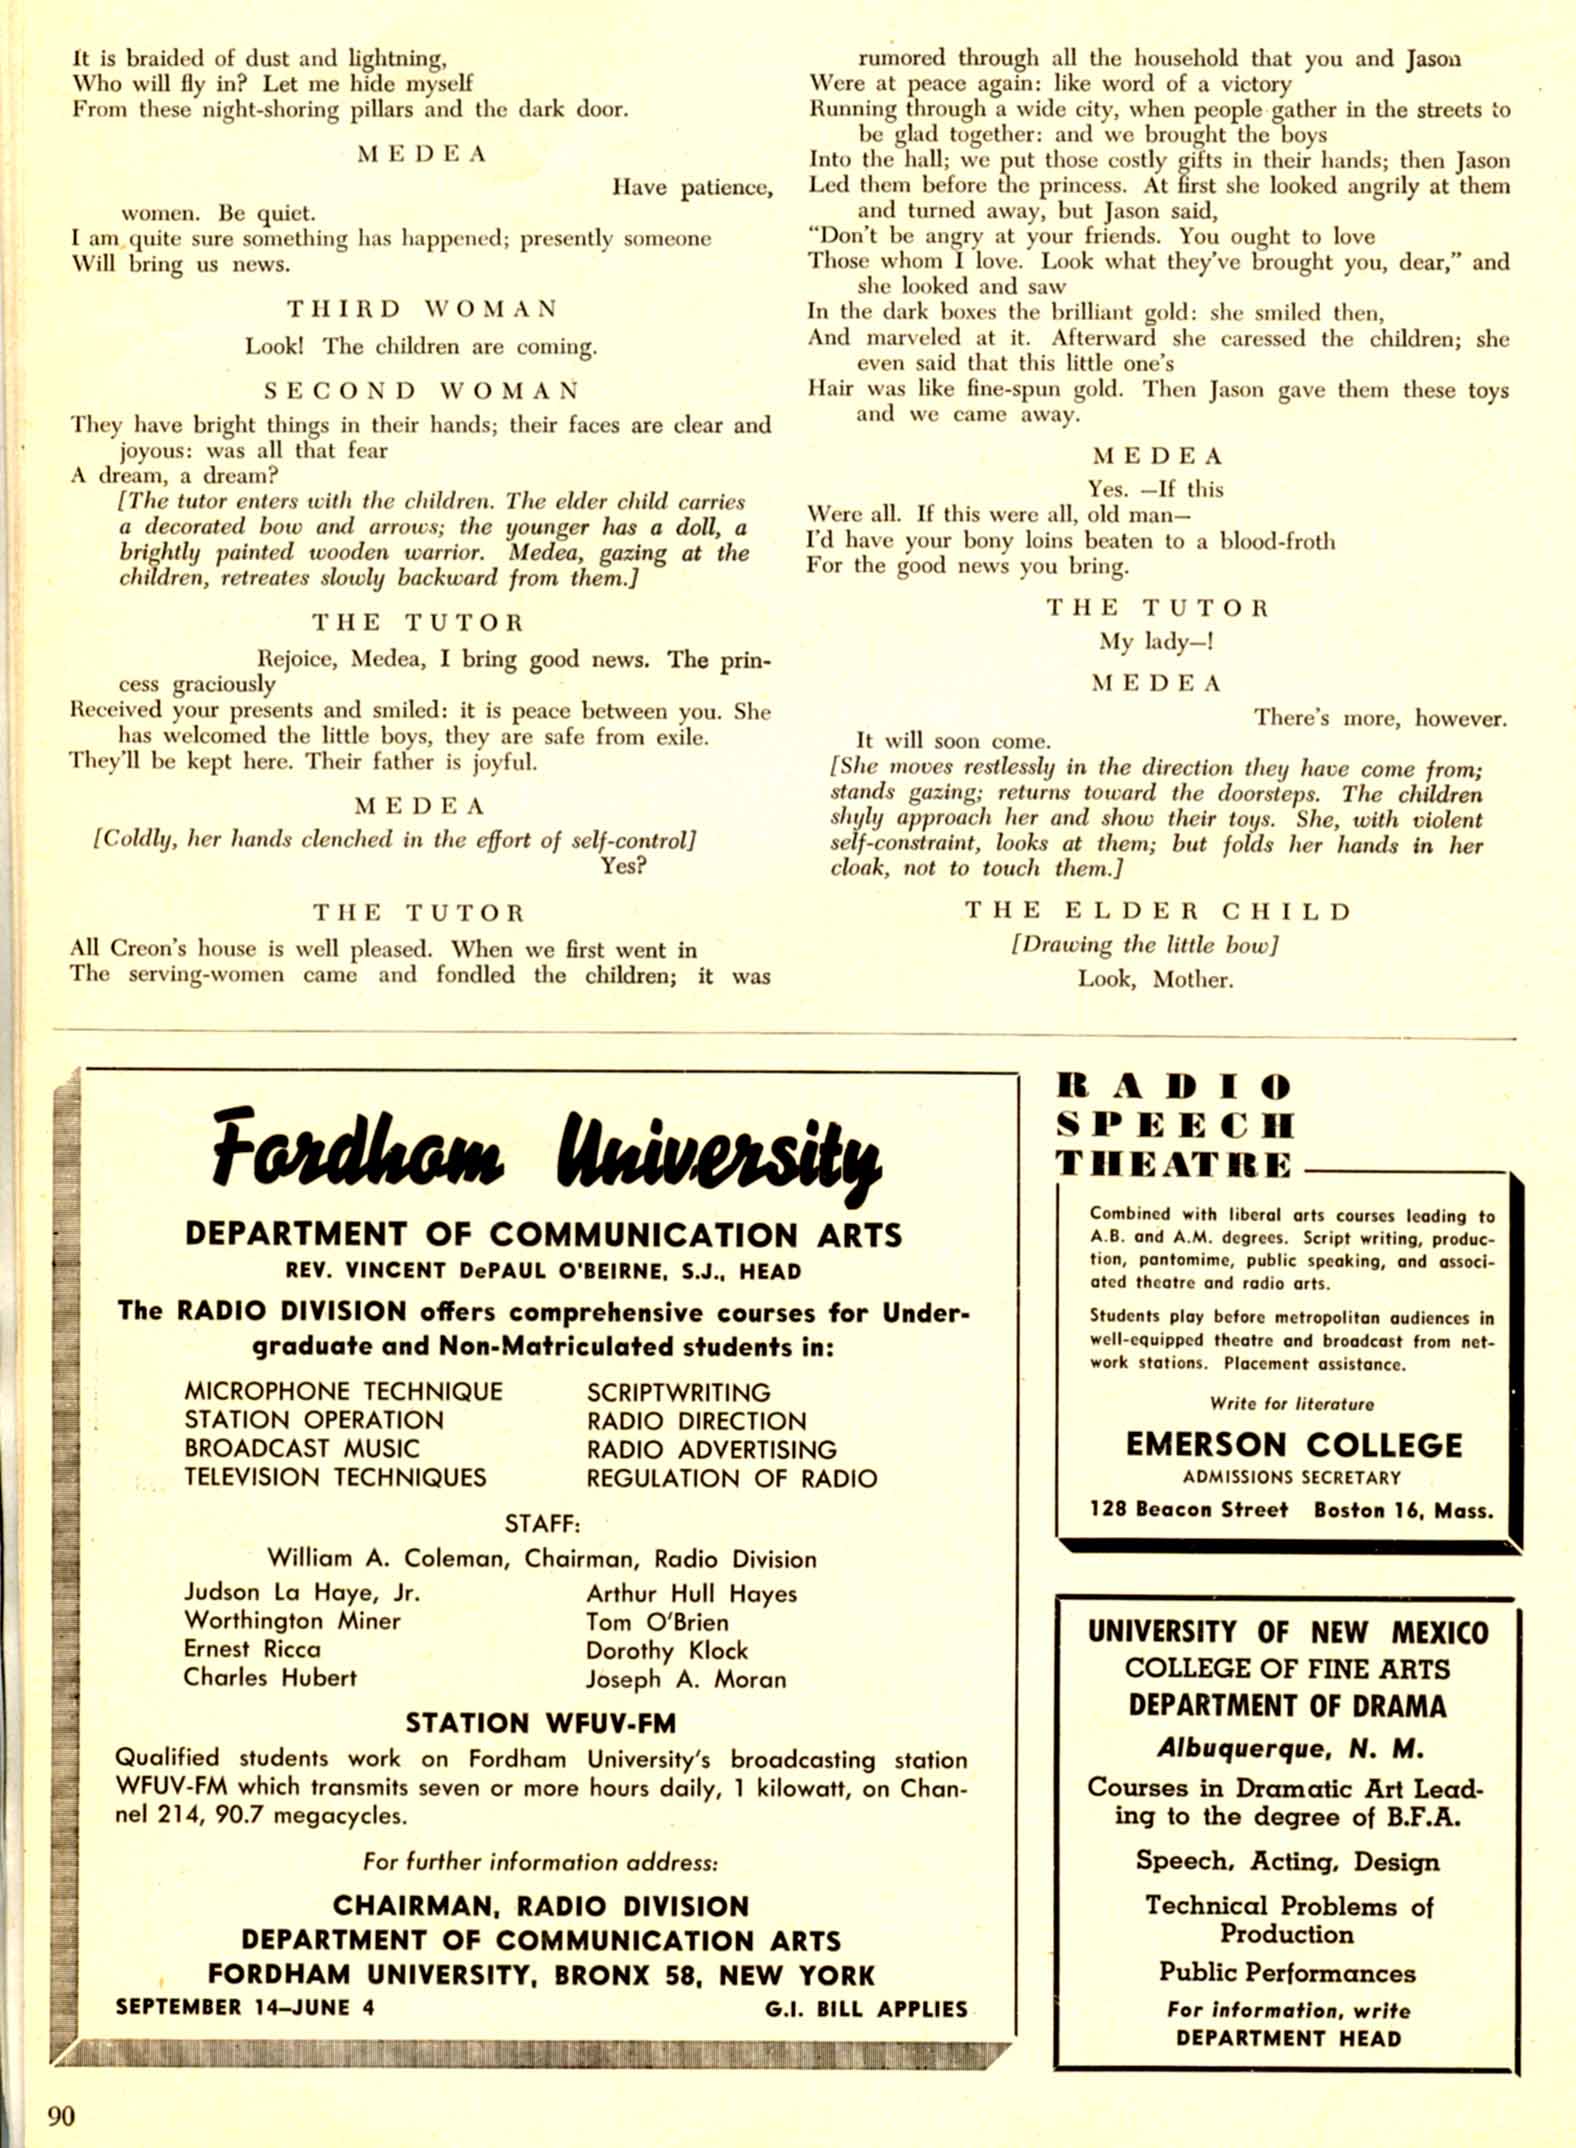 It is braided of dust and lightning,
Who will fly in? Let me hide myself
From these night-shoring pillars and the dark door.
MEDEA
Have patience,
women. Be quiet.
I am quite sure something has happened; presently someone
Will bring us news.
THIRD WOMAN
Look! The children are coming.
SECOND WOMAN
They have bright things in their hands; their faces are clear and
joyous: was all that fear
A dream, a dream?
[The tutor enters with the children. The elder child carries
a decorated bow and arrows; the younger has a doll, a
brightly painted wooden warrior. Medea, gazing at the
children, retreates slowly backward from them.]
THE TUTOR
Rejoice, Medea, I bring good news. The prin-
cess graciously
Received your presents and smiled: it is peace between you. She
has welcomed the little boys, they are safe from exile.
They'll be kept here. Their father is joyful.
MEDEA
[Coldly, her hands clenched in the effort of self-control]
Yes?
THE TUTOR
All Creon's house is well pleased. When we first went in
The serving-women came and fondled the children; it was
rumored through all the household that you and Jason
Were at peace again: like word of a victory
Running through a wide city, when people gather in the streets to
be glad together: and we brought the boys
Into the hall; we put those costly gifts in their hands; then Jason
Led them before the princess. At first she looked angrily at them
and turned away, but Jason said,
"Don't be angry at your friends. You ought to love
Those whom I love. Look what they've brought you, dear," and
she looked and saw
In the dark boxes the brilliant gold: she smiled then,
And marveled at it. Afterward she caressed the children; she
even said that this little one's
Hair was like fine-spun gold. Then Jason gave them these toys
and we came away.
MEDEA
Yes. —If this
Were all. If this were all, old man—
I'd have your bony loins beaten to a blood-froth
For the good news you bring.
THE TUTOR
My lady—!
MEDEA
There's more, however.
It will soon come.
[She moves restlessly in the direction they have come from;
stands gazing; returns toward the doorsteps. The children
shyly approach her and show their toys. She, with violent
self-constraint, looks at them; but folds her hands in her
cloak, not to touch them.]
THE ELDER CHILD
[Drawing the little bow]
Look, Mother.
Fordham University
DEPARTMENT OF COMMUNICATION ARTS
REV. VINCENT DePAUL O'BEIRNE, S.J., HEAD
The RADIO DIVISION offers comprehensive courses for Under-
graduate and Non-Matriculated students in:
MICROPHONE TECHNIQUE
STATION OPERATION
BROADCAST MUSIC
TELEVISION TECHNIQUES
SCRIPTWRITING
RADIO DIRECTION
RADIO ADVERTISING
REGULATION OF RADIO
STAFF:
William A. Coleman, Chairman, Radio Division
Judson La Haye, Jr.
Worthington Miner
Ernest Ricca
Charles Hubert
Arthur Hull Hayes
Tom O'Brien
Dorothy Klock
Joseph A. Moran
STATION WFUV-FM
Qualified students work on Fordham University's broadcasting station
WFUV-FM which transmits seven or more hours daily, 1 kilowatt, on Chan-
nel 214, 90.7 megacycles.
For further information address:
CHAIRMAN, RADIO DIVISION
DEPARTMENT OF COMMUNICATION ARTS
FORDHAM UNIVERSITY, BRONX 58, NEW YORK
SEPTEMBER 14–JUNE 4 G.I. BILL APPLIES
RADIO
SPEECH
THEATRE
Combined with liberal arts courses leading to
A.B. and A.M. degrees. Script writing, produc-
tion, pantomime, public speaking, and associ-
ated theatre and radio arts.
Students play before metropolitan audiences in
well-equipped theatre and broadcast from net-
work stations. Placement assistance.
Write for literature
EMERSON COLLEGE
ADMISSIONS SECRETARY
128 Beacon Street Boston 16, Mass.
UNIVERSITY OF NEW MEXICO
COLLEGE OF FINE ARTS
DEPARTMENT OF DRAMA
Albuquerque, N. M.
Courses in Dramatic Art Lead-
ing to the degree of B.F.A.
Speech, Acting, Design
Technical Problems of
Production
Public Performances
For information, write
DEPARTMENT HEAD
90